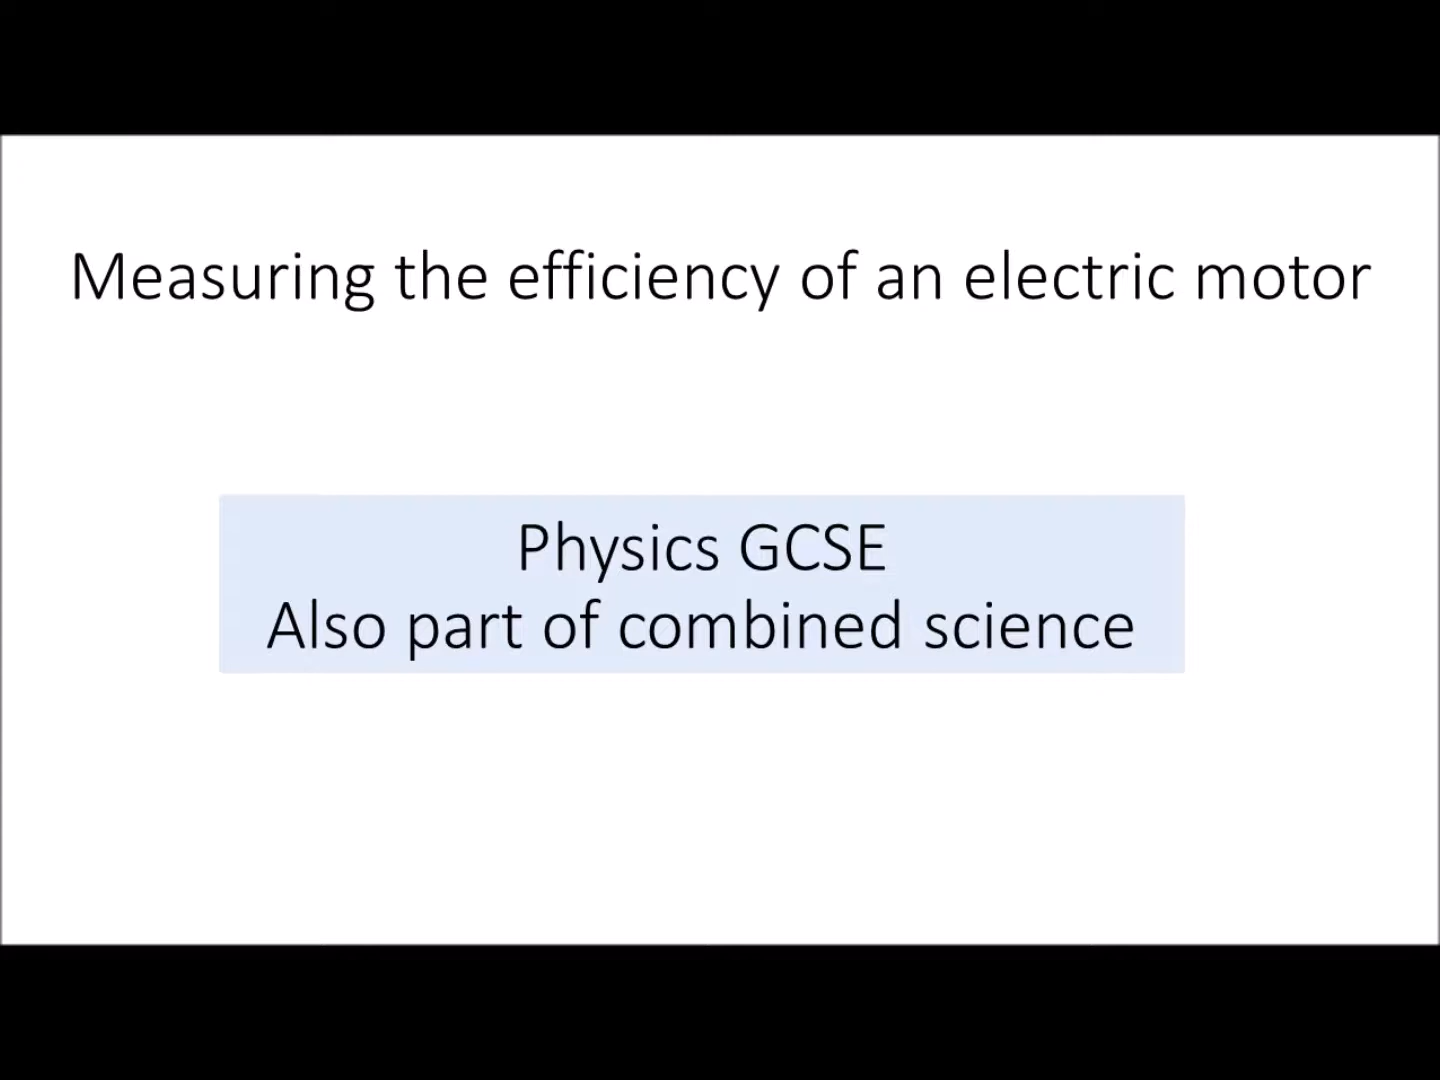 Measuring the efficiency of an electric motor
Physics GCSE
Also part of combined science